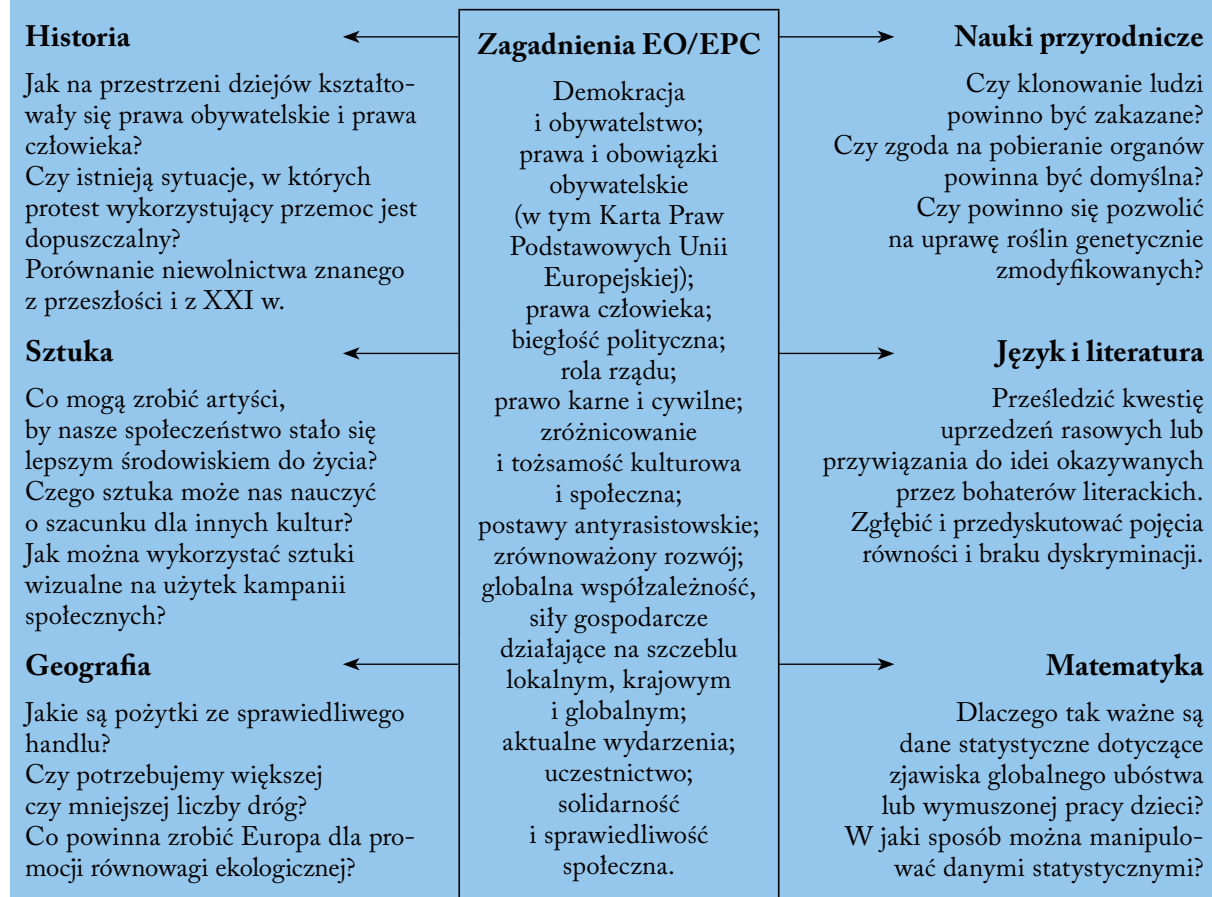 Historia
Jak na przestrzeni dziejów kształto-
wały się prawa obywatelskie i prawa
człowieka?
Czy istnieją sytuacje, w których
protest wykorzystujący przemoc jest
dopuszczalny?
Porównanie niewolnictwa znanego
z przeszłości i z XXI w.
Sztuka
Co mogą zrobić artyści,
by nasze społeczeństwo stało się
lepszym środowiskiem do życia?
Czego sztuka może nas nauczyć
o szacunku dla innych kultur?
Jak można wykorzystać sztuki
wizualne na użytek kampanii
społecznych?
Geografia
Jakie są pożytki ze sprawiedliwego
handlu?
Czy potrzebujemy większej
czy mniejszej liczby dróg?
Co powinna zrobić Europa dla pro-
mocji równowagi ekologicznej?
Zagadnienia EO/EPC
Demokracja
i obywatelstwo;
prawa i obowiązki
obywatelskie
(w tym Karta Praw
Podstawowych Unii
Europejskiej);
prawa człowieka;
biegłość polityczna;
rola rządu;
prawo karne i cywilne;
zróżnicowanie
i tożsamość kulturowa
i społeczna;
postawy antyrasistowskie;
zrównoważony rozwój;
globalna współzależność,
siły gospodarcze
działające na szczeblu
lokalnym, krajowym
i globalnym;
aktualne wydarzenia;
uczestnictwo;
solidarność
i sprawiedliwość
społeczna.
Nauki przyrodnicze
Czy klonowanie ludzi
powinno być zakazane?
Czy zgoda na pobieranie organów
powinna być domyślna?
Czy powinno się pozwolić
na uprawę roślin genetycznie
zmodyfikowanych?
Język i literatura
Prześledzić kwestię
uprzedzeń rasowych lub
przywiązania do idei okazywanych
przez bohaterów literackich.
Zgłębić i przedyskutować pojęcia
równości i braku dyskryminacji.
Matematyka
Dlaczego tak ważne są
dane statystyczne dotyczące
zjawiska globalnego ubóstwa
lub wymuszonej pracy dzieci?
W jaki sposób można manipulo-
wać danymi statystycznymi?